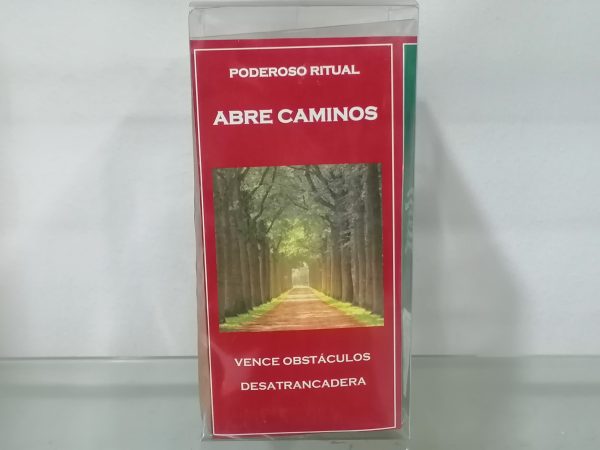 PODEROSO RITUAL
ABRE CAMINOS
VENCE OBSTÁCULOS
DESATRANCADERA